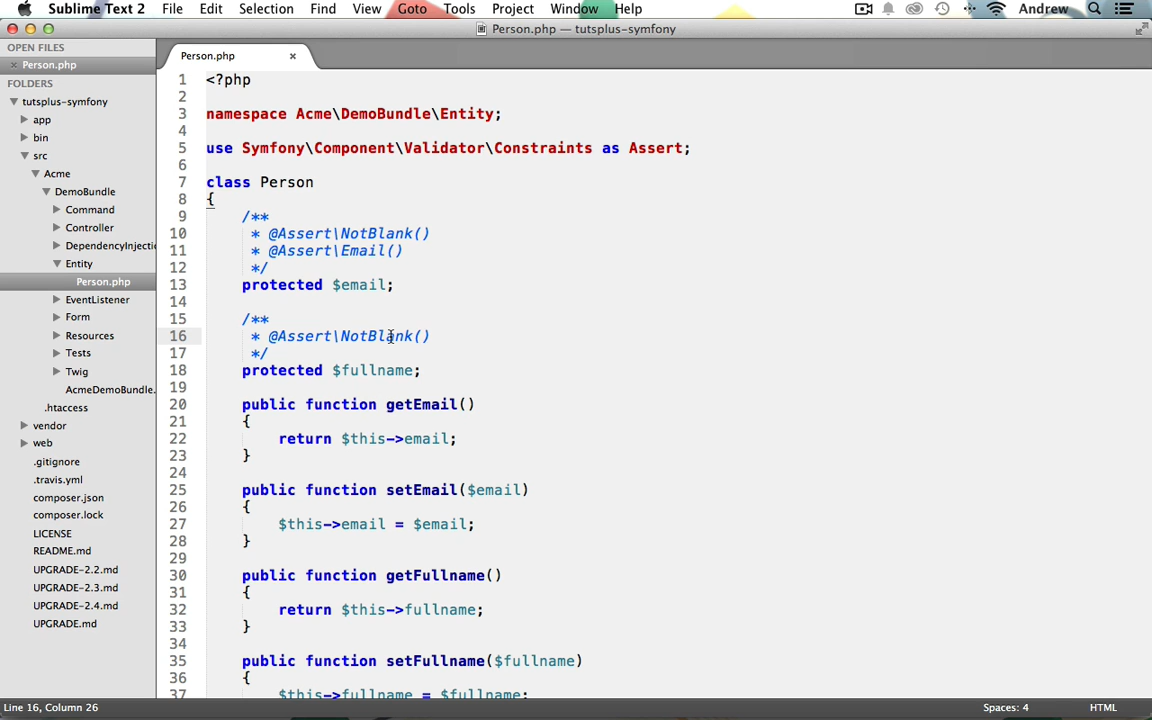 Sublime Text 2 File Edit Selection Find View Goto Tools Project Window Help Andrew
Person.php — tutsplus-symfony
OPEN FILES
Person.php
FOLDERS
tutsplus-symfony
app
bin
src
Acme
DemoBundle
Command
Controller
DependencyInjectic
Entity
Person.php
EventListener
Form
Resources
Tests
Twig
AcmeDemoBundle.
.htaccess
vendor
web
.gitignore
.travis.yml
composer.json
composer.lock
LICENSE
README.md
UPGRADE-2.2.md
UPGRADE-2.3.md
UPGRADE-2.4.md
UPGRADE.md
Person.php
1 <?php
2
3 namespace Acme\DemoBundle\Entity;
4
5 use Symfony\Component\Validator\Constraints as Assert;
6
7 class Person
8 {
9 /**
10 * @Assert\NotBlank()
11 * @Assert\Email()
12 */
13 protected $email;
14
15 /**
16 * @Assert\NotBlank()
17 */
18 protected $fullname;
19
20 public function getEmail()
21 {
22 return $this->email;
23 }
24
25 public function setEmail($email)
26 {
27 $this->email = $email;
28 }
29
30 public function getFullname()
31 {
32 return $this->fullname;
33 }
34
35 public function setFullname($fullname)
36 {
37 $this->fullname = $fullname;
Line 16, Column 26 Spaces: 4 HTML